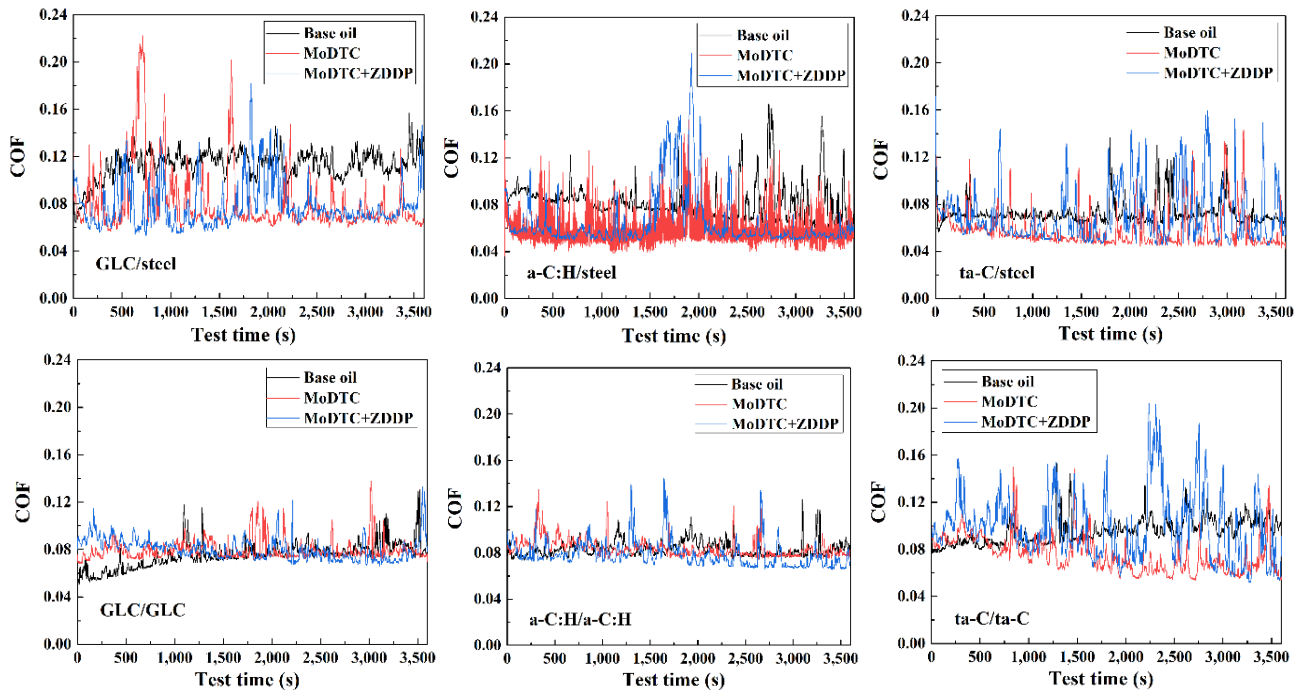 0.24
0.20
0.16
0.12
0.08
0.04
0.00
COF
Base oil
MoDTC
MoDTC+ZDDP
GLC/steel
0 500 1,000 1,500 2,000 2,500 3,000 3,500
Test time (s)
0.24
0.20
0.16
0.12
0.08
0.04
0.00
COF
Base oil
MoDTC
MoDTC+ZDDP
a-C:H/steel
0 500 1,000 1,500 2,000 2,500 3,000 3,500
Test time (s)
0.24
0.20
0.16
0.12
0.08
0.04
0.00
COF
Base oil
MoDTC
MoDTC+ZDDP
ta-C/steel
0 500 1,000 1,500 2,000 2,500 3,000 3,500
Test time (s)
0.24
0.20
0.16
0.12
0.08
0.04
0.00
COF
Base oil
MoDTC
MoDTC+ZDDP
GLC/GLC
0 500 1,000 1,500 2,000 2,500 3,000 3,500
Test time (s)
0.24
0.20
0.16
0.12
0.08
0.04
0.00
COF
Base oil
MoDTC
MoDTC+ZDDP
a-C:H/a-C:H
0 500 1,000 1,500 2,000 2,500 3,000 3,500
Test time (s)
0.24
0.20
0.16
0.12
0.08
0.04
0.00
COF
Base oil
MoDTC
MoDTC+ZDDP
ta-C/ta-C
0 500 1,000 1,500 2,000 2,500 3,000 3,500
Test time (s)